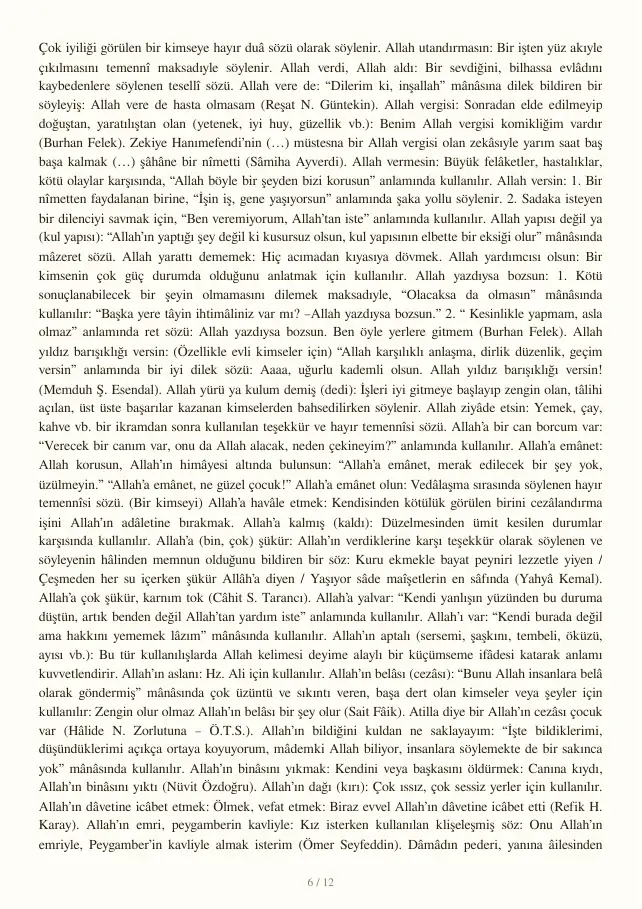 Çok iyiliği görülen bir kimseye hayır duâ sözü olarak söylenir. Allah utandırmasın: Bir işten yüz akıyle
çıkılmasını temennî maksadıyle söylenir. Allah verdi, Allah aldı: Bir sevdiğini, bilhassa evlâdını
kaybedenlere söylenen tesellî sözü. Allah vere de: “Dilerim ki, inşallah” mânâsına dilek bildiren bir
söyleyiş: Allah vere de hasta olmasam (Reşat N. Güntekin). Allah vergisi: Sonradan elde edilmeyip
doğuştan, yaratılıştan olan (yetenek, iyi huy, güzellik vb.): Benim Allah vergisi komikliğim vardır
(Burhan Felek). Zekiye Hanımefendi’nin (…) müstesna bir Allah vergisi olan zekâsıyle yarım saat baş
başa kalmak (…) şâhâne bir nîmetti (Sâmiha Ayverdi). Allah vermesin: Büyük felâketler, hastalıklar,
kötü olaylar karşısında, “Allah böyle bir şeyden bizi korusun” anlamında kullanılır. Allah versin: 1. Bir
nîmetten faydalanan birine, “İşin iş, gene yaşıyorsun” anlamında şaka yollu söylenir. 2. Sadaka isteyen
bir dilenciyi savmak için, “Ben veremiyorum, Allah’tan iste” anlamında kullanılır. Allah yapısı değil ya
(kul yapısı): “Allah’ın yaptığı şey değil ki kusursuz olsun, kul yapısının elbette bir eksiği olur” mânâsında
mâzeret sözü. Allah yarattı dememek: Hiç acımadan kıyasıya dövmek. Allah yardımcısı olsun: Bir
kimsenin çok güç durumda olduğunu anlatmak için kullanılır. Allah yazdıysa bozsun: 1. Kötü
sonuçlanabilecek bir şeyin olmamasını dilemek maksadıyle, “Olacaksa da olmasın” mânâsında
kullanılır: “Başka yere tâyin ihtimâliniz var mı? –Allah yazdıysa bozsun.” 2. “ Kesinlikle yapmam, asla
olmaz” anlamında ret sözü: Allah yazdıysa bozsun. Ben öyle yerlere gitmem (Burhan Felek). Allah
yıldız barışıklığı versin: (Özellikle evli kimseler için) “Allah karşılıklı anlaşma, dirlik düzenlik, geçim
versin” anlamında bir iyi dilek sözü: Aaaa, uğurlu kademli olsun. Allah yıldız barışıklığı versin!
(Memduh Ş. Esendal). Allah yürü ya kulum demiş (dedi): İşleri iyi gitmeye başlayıp zengin olan, tâlihi
açılan, üst üste başarılar kazanan kimselerden bahsedilirken söylenir. Allah ziyâde etsin: Yemek, çay,
kahve vb. bir ikramdan sonra kullanılan teşekkür ve hayır temennîsi sözü. Allah’a bir can borcum var:
“Verecek bir canım var, onu da Allah alacak, neden çekineyim?” anlamında kullanılır. Allah’a emânet:
Allah korusun, Allah’ın himâyesi altında bulunsun: “Allah’a emânet, merak edilecek bir şey yok,
üzülmeyin.” “Allah’a emânet, ne güzel çocuk!” Allah’a emânet olun: Vedâlaşma sırasında söylenen hayır
temennîsi sözü. (Bir kimseyi) Allah’a havâle etmek: Kendisinden kötülük görülen birini cezâlandırma
işini Allah’ın adâletine bırakmak. Allah’a kalmış (kaldı): Düzelmesinden ümit kesilen durumlar
karşısında kullanılır. Allah’a (bin, çok) şükür: Allah’ın verdiklerine karşı teşekkür olarak söylenen ve
söyleyenin hâlinden memnun olduğunu bildiren bir söz: Kuru ekmekle bayat peyniri lezzetle yiyen /
Çeşmeden her su içerken şükür Allâh’a diyen / Yaşıyor sâde maîşetlerin en sâfında (Yahyâ Kemal).
Allah’a çok şükür, karnım tok (Câhit S. Tarancı). Allah’a yalvar: “Kendi yanlışın yüzünden bu duruma
düştün, artık benden değil Allah’tan yardım iste” anlamında kullanılır. Allah’ı var: “Kendi burada değil
ama hakkını yememek lâzım” mânâsında kullanılır. Allah’ın aptalı (sersemi, şaşkını, tembeli, öküzü,
ayısı vb.): Bu tür kullanılışlarda Allah kelimesi deyime alaylı bir küçümseme ifâdesi katarak anlamı
kuvvetlendirir. Allah’ın aslanı: Hz. Ali için kullanılır. Allah’ın belâsı (cezâsı): “Bunu Allah insanlara belâ
olarak göndermiş” mânâsında çok üzüntü ve sıkıntı veren, başa dert olan kimseler veya şeyler için
kullanılır: Zengin olur olmaz Allah’ın belâsı bir şey olur (Sait Fâik). Atilla diye bir Allah’ın cezâsı çocuk
var (Hâlide N. Zorlutuna – Ö.T.S.). Allah’ın bildiğini kuldan ne saklayayım: “İşte bildiklerimi,
düşündüklerimi açıkça ortaya koyuyorum, mâdemki Allah biliyor, insanlara söylemekte de bir sakınca
yok” mânâsında kullanılır. Allah’ın binâsını yıkmak: Kendini veya başkasını öldürmek: Canına kıydı,
Allah’ın binâsını yıktı (Nüvit Özdoğru). Allah’ın dağı (kırı): Çok ıssız, çok sessiz yerler için kullanılır.
Allah’ın dâvetine icâbet etmek: Ölmek, vefat etmek: Biraz evvel Allah’ın dâvetine icâbet etti (Refik H.
Karay). Allah’ın emri, peygamberin kavliyle: Kız isterken kullanılan klişeleşmiş söz: Onu Allah’ın
emriyle, Peygamber’in kavliyle almak isterim (Ömer Seyfeddin). Dâmâdın pederi, yanına âilesinden
6 / 12